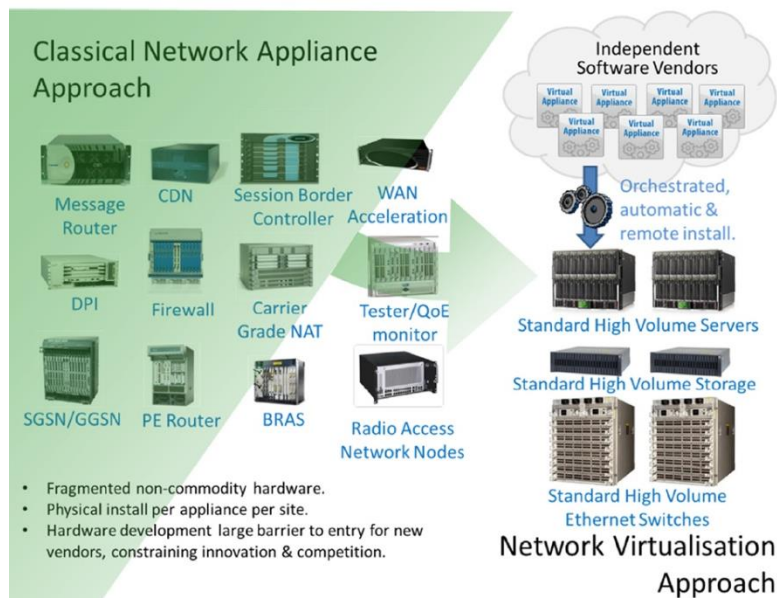 Classical Network Appliance
Approach
Message
Router
CDN
Session Border
Controller
WAN
Acceleration
DPI
Firewall
Carrier
Grade NAT
Tester/QoE
monitor
SGSN/GGSN
PE Router
BRAS
Radio Access
Network Nodes
• Fragmented non-commodity hardware.
• Physical install per appliance per site.
• Hardware development large barrier to entry for new
vendors, constraining innovation & competition.
Independent
Software Vendors
Virtual
Appliance
Virtual
Appliance
Virtual
Appliance
Virtual
Appliance
Virtual
Appliance
Virtual
Appliance
Virtual
Appliance
Orchestrated,
automatic &
remote install.
Standard High Volume Servers
Standard High Volume Storage
Standard High Volume
Ethernet Switches
Network Virtualisation
Approach